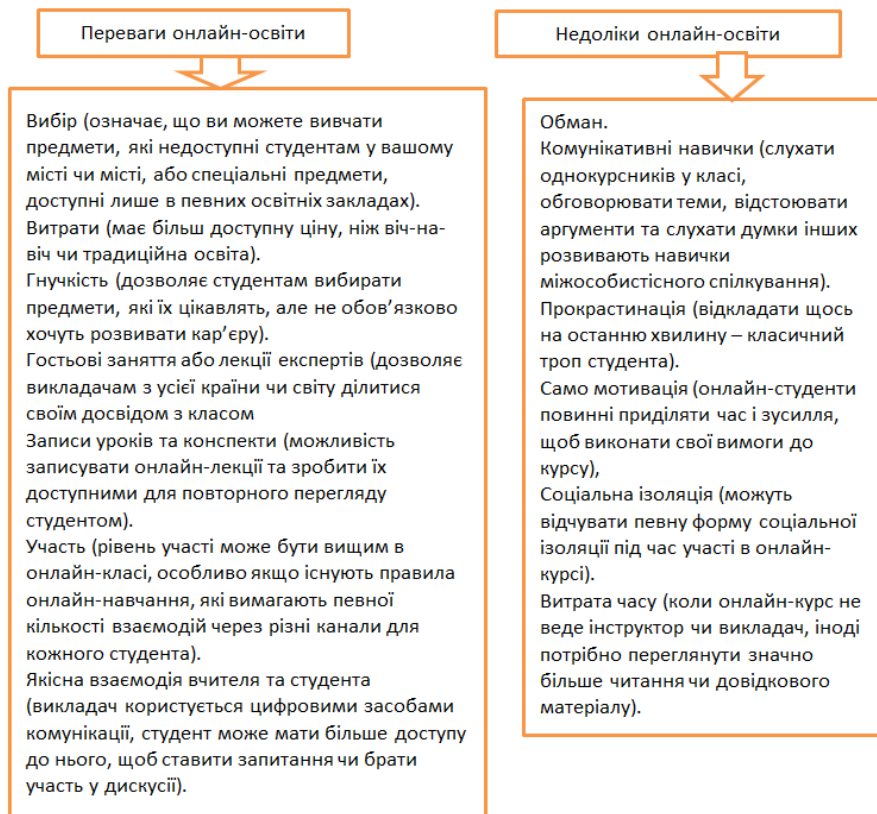 Переваги онлайн-освіти
Вибір (означає, що ви можете вивчати
предмети, які недоступні студентам у вашому
місті чи місті, або спеціальні предмети,
доступні лише в певних освітніх закладах).
Витрати (має більш доступну ціну, ніж віч-на-
віч чи традиційна освіта).
Гнучкість (дозволяє студентам вибирати
предмети, які їх цікавлять, але не обов’язково
хочуть розвивати кар’єру).
Гостьові заняття або лекції експертів (дозволяє
викладачам з усієї країни чи світу ділитися
своїм досвідом з класом
Записи уроків та конспекти (можливість
записувати онлайн-лекції та зробити їх
доступними для повторного перегляду
студентом).
Участь (рівень участі може бути вищим в
онлайн-класі, особливо якщо існують правила
онлайн-навчання, які вимагають певної
кількості взаємодій через різні канали для
кожного студента).
Якісна взаємодія вчителя та студента
(викладач користується цифровими засобами
комунікації, студент може мати більше доступу
до нього, щоб ставити запитання чи брати
участь у дискусії).
Недоліки онлайн-освіти
Обман.
Комунікативні навички (слухати
однокурсників у класі,
обговорювати теми, відстоювати
аргументи та слухати думки інших
розвивають навички
міжособистісного спілкування).
Прокрастинація (відкладати щось
на останню хвилину – класичний
троп студента).
Само мотивація (онлайн-студенти
повинні приділяти час і зусилля,
щоб виконати свої вимоги до
курсу),
Соціальна ізоляція (можуть
відчувати певну форму соціальної
ізоляції під час участі в онлайн-
курсі).
Витрата часу (коли онлайн-курс не
веде інструктор чи викладач, іноді
потрібно переглянути значно
більше читання чи довідкового
матеріалу).